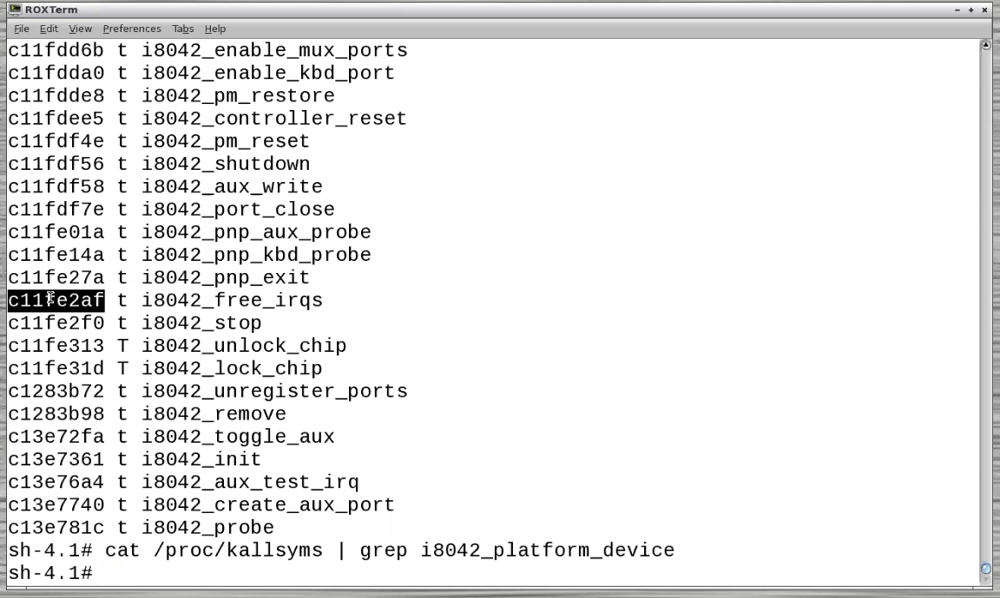 ROXTerm
File Edit View Preferences Tabs Help
c11fdd6b t i8042_enable_mux_ports
c11fdda0 t i8042_enable_kbd_port
c11fdde8 t i8042_pm_restore
c11fdee5 t i8042_controller_reset
c11fdf4e t i8042_pm_reset
c11fdf56 t i8042_shutdown
c11fdf58 t i8042_aux_write
c11fdf7e t i8042_port_close
c11fe01a t i8042_pnp_aux_probe
c11fe14a t i8042_pnp_kbd_probe
c11fe27a t i8042_pnp_exit
c11fe2af t i8042_free_irqs
c11fe2f0 t i8042_stop
c11fe313 T i8042_unlock_chip
c11fe31d T i8042_lock_chip
c1283b72 t i8042_unregister_ports
c1283b98 t i8042_remove
c13e72fa t i8042_toggle_aux
c13e7361 t i8042_init
c13e76a4 t i8042_aux_test_irq
c13e7740 t i8042_create_aux_port
c13e781c t i8042_probe
sh-4.1# cat /proc/kallsyms | grep i8042_platform_device
sh-4.1#